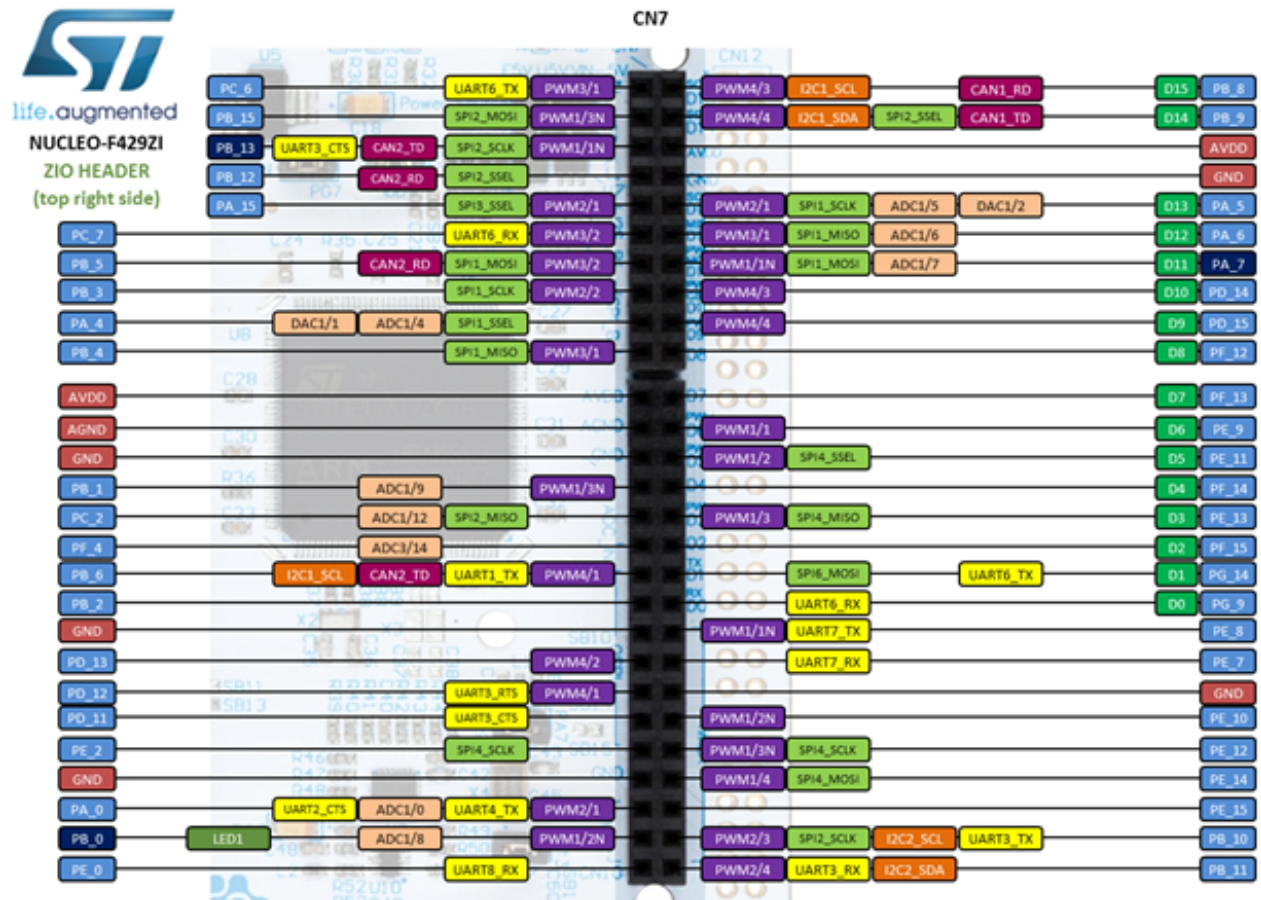 CN7
ST
life.augmented
NUCLEO-F429ZI
ZIO HEADER
(top right side)
U5
CN12
PC_6 UART6_TX PWM3/1 PWM4/3 I2C1_SCL CAN1_RD D15 PB_8
PB_15 SPI2_MOSI PWM1/3N PWM4/4 I2C1_SDA SPI2_SSEL CAN1_TD D14 PB_9
PB_13 UART3_CTS CAN2_TD SPI2_SCLK PWM1/1N AVDD
PB_12 CAN2_RD SPI2_SSEL GND
PA_15 SPI3_SSEL PWM2/1 PWM2/1 SPI1_SCLK ADC1/5 DAC1/2 D13 PA_5
PC_7 UART6_RX PWM3/2 PWM3/1 SPI1_MISO ADC1/6 D12 PA_6
PB_5 CAN2_RD SPI1_MOSI PWM3/2 PWM1/1N SPI1_MOSI ADC1/7 D11 PA_7
PB_3 SPI1_SCLK PWM2/2 PWM4/3 D10 PD_14
PA_4 DAC1/1 ADC1/4 SPI1_SSEL PWM4/4 D9 PD_15
U8
PB_4 SPI1_MISO PWM3/1 D8 PF_12
C28
AVDD D7 PF_13
AGND PWM1/1 D6 PE_9
C30
GND PWM1/2 SPI4_SSEL D5 PE_11
R36
PB_1 ADC1/9 PWM1/3N D4 PF_14
PC_2 ADC1/12 SPI2_MISO PWM1/3 SPI4_MISO D3 PE_13
PF_4 ADC3/14 D2 PF_15
PB_6 I2C1_SCL CAN2_TD UART1_TX PWM4/1 SPI6_MOSI UART6_TX D1 PG_14
PB_2 UART6_RX D0 PG_9
GND PWM1/1N UART7_TX PE_8
PD_13 PWM4/2 UART7_RX PE_7
SB11
PD_12 UART3_RTS PWM4/1 GND
SB13
PD_11 UART3_CTS PWM1/2N PE_10
PE_2 SPI4_SCLK PWM1/3N SPI4_SCLK PE_12
GND PWM1/4 SPI4_MOSI PE_14
PA_0 UART2_CTS ADC1/0 UART4_TX PWM2/1 PE_15
PB_0 LED1 ADC1/8 PWM1/2N PWM2/3 SPI2_SCLK I2C2_SCL UART3_TX PB_10
PE_0 UART8_RX PWM2/4 UART3_RX I2C2_SDA PB_11
R52 U10